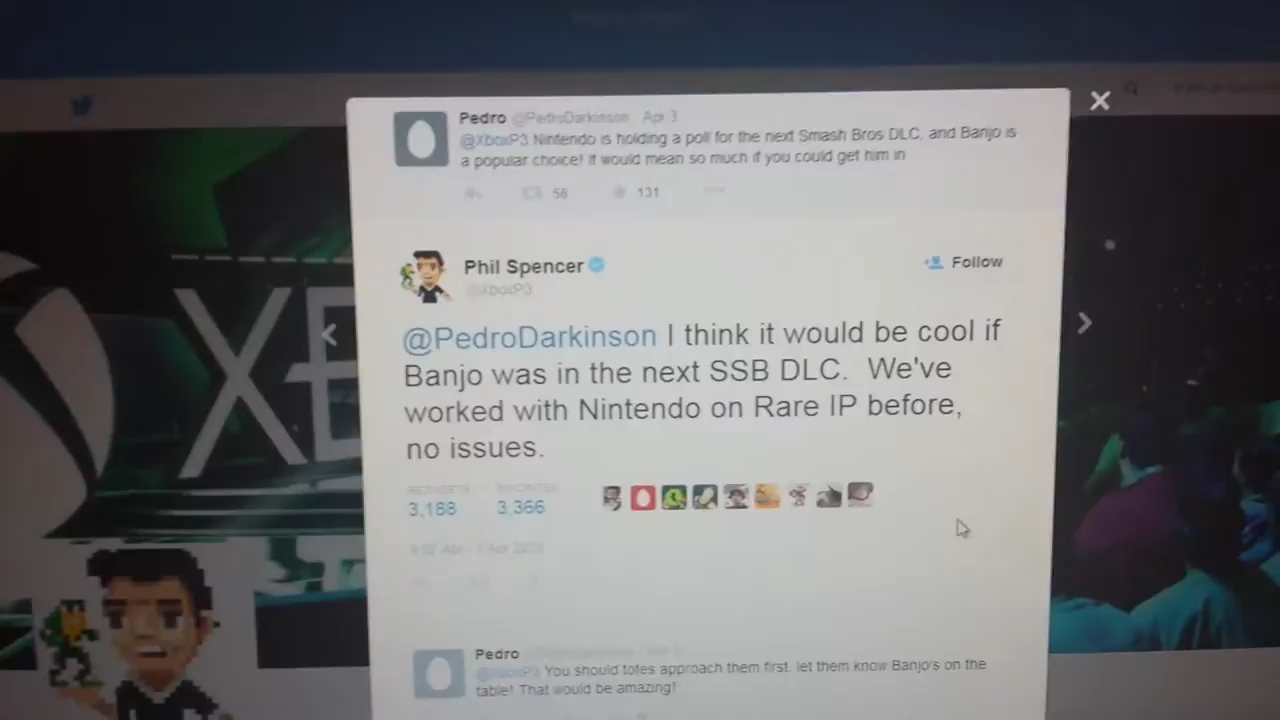 Pedro @PedroDarkinson Apr 3
@XboxP3 Nintendo is holding a poll for the next Smash Bros DLC, and Banjo is
a popular choice! It would mean so much if you could get him in
56 131
Phil Spencer
@XboxP3
Follow
@PedroDarkinson I think it would be cool if
Banjo was in the next SSB DLC. We've
worked with Nintendo on Rare IP before,
no issues.
RETWEETS FAVORITES
3,188 3,366
Pedro
@XboxP3 You should totes approach them first, let them know Banjo's on the
table! That would be amazing!